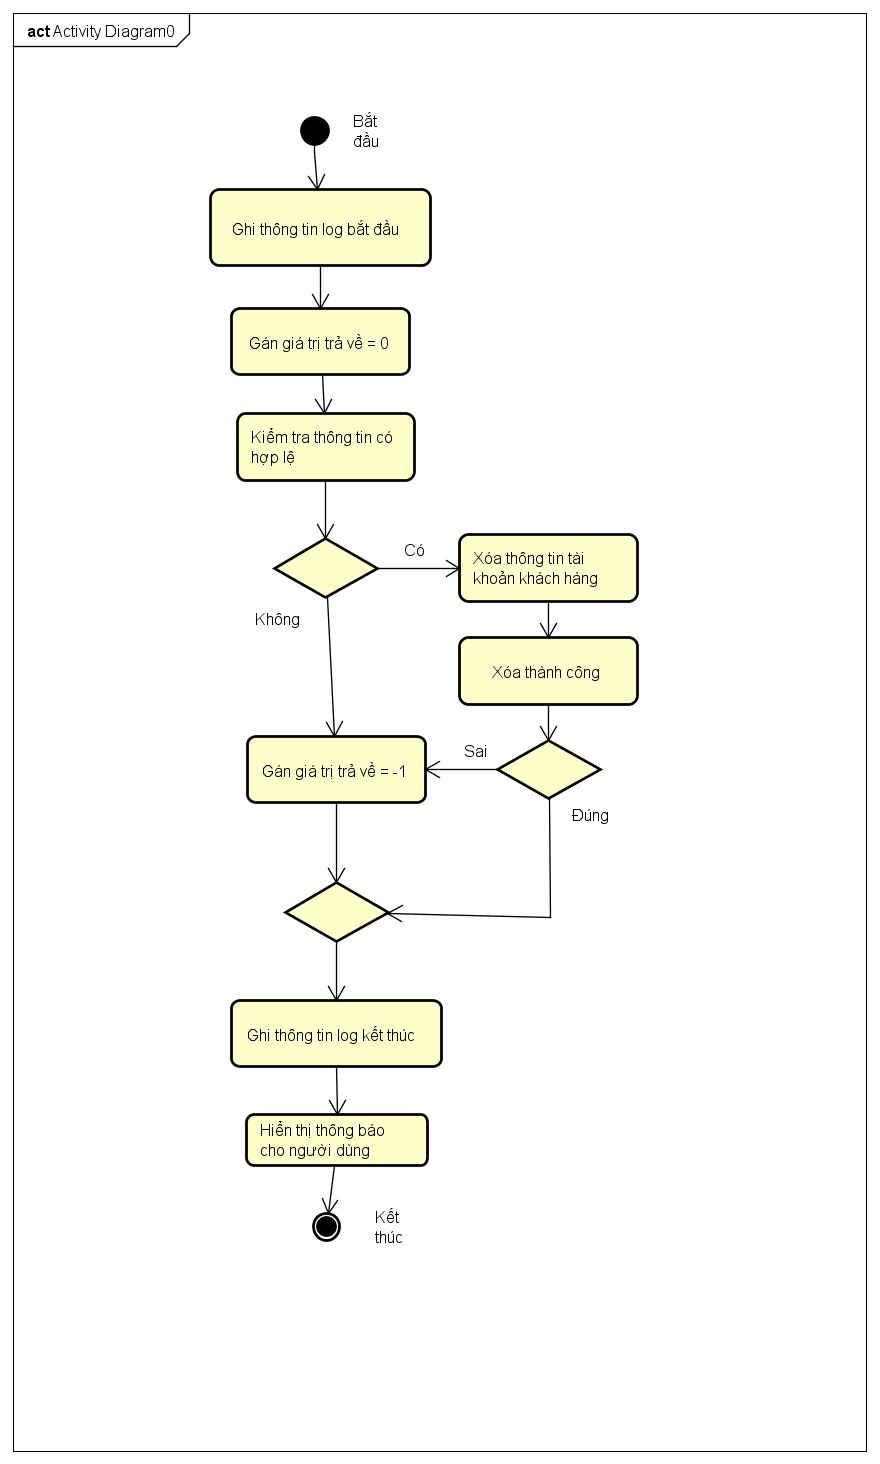 act Activity Diagram0
Bắt
đầu
Ghi thông tin log bắt đầu
Gán giá trị trả về = 0
Kiểm tra thông tin có
hợp lệ
Có
Xóa thông tin tài
khoản khách hàng
Không
Xóa thành công
Sai
Gán giá trị trả về = -1
Đúng
Ghi thông tin log kết thúc
Hiển thị thông báo
cho người dùng
Kết
thúc